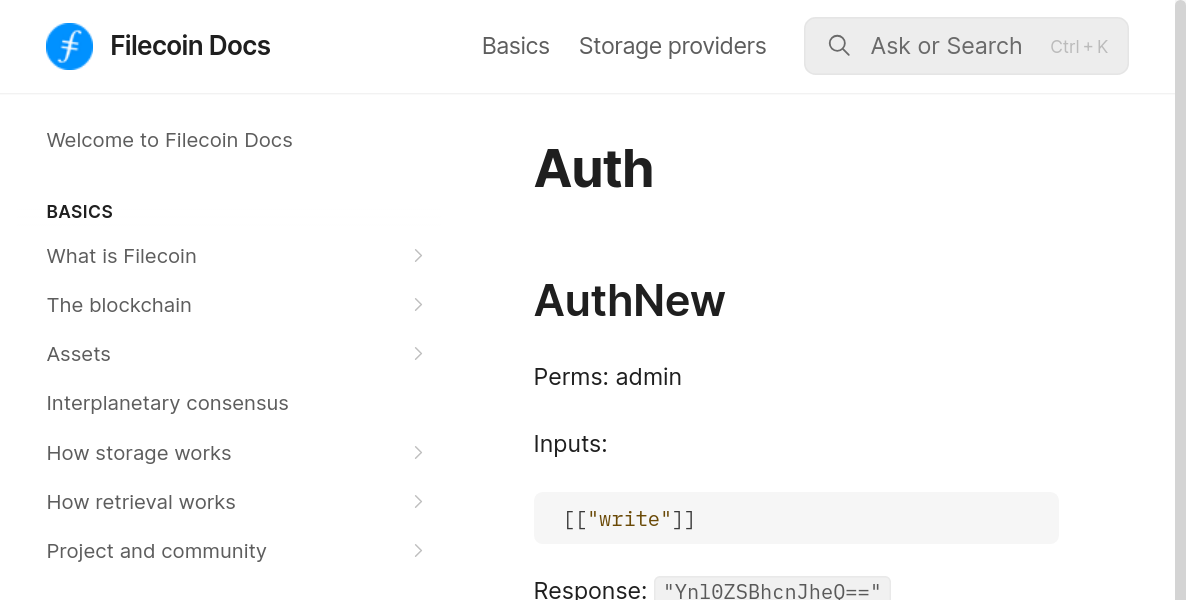 Filecoin Docs
Basics
Storage providers
Ask or Search
Ctrl + K
Welcome to Filecoin Docs
BASICS
What is Filecoin
The blockchain
Assets
Interplanetary consensus
How storage works
How retrieval works
Project and community
Auth
AuthNew
Perms: admin
Inputs:
[["write"]]
Response: "Ynl0ZSBhcnJheQ=="